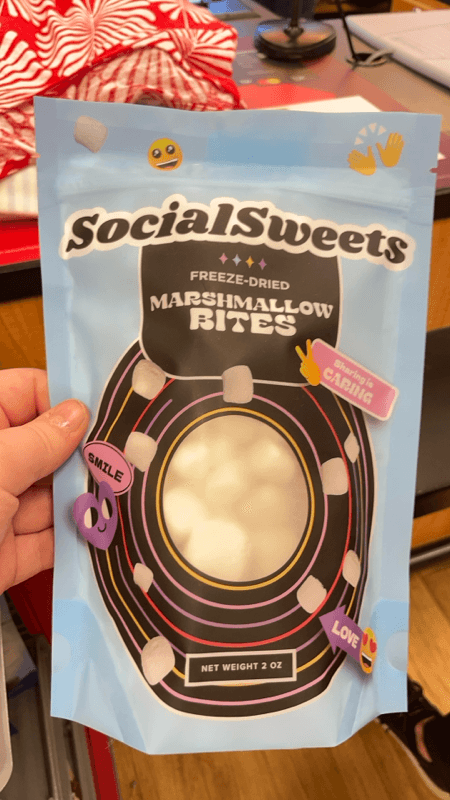 SocialSweets
FREEZE-DRIED
MARSHMALLOW
BITES
Sharing is
CARING
SMILE
LOVE
NET WEIGHT 2 OZ